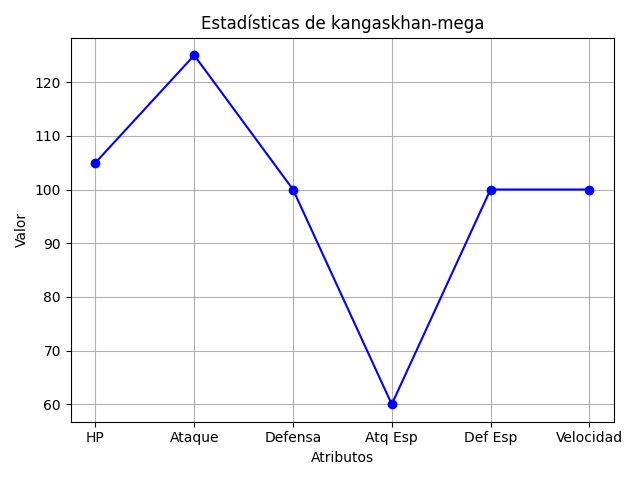 Estadísticas de kangaskhan-mega
Valor
120
110
100
90
80
70
60
HP Ataque Defensa Atq Esp Def Esp Velocidad
Atributos